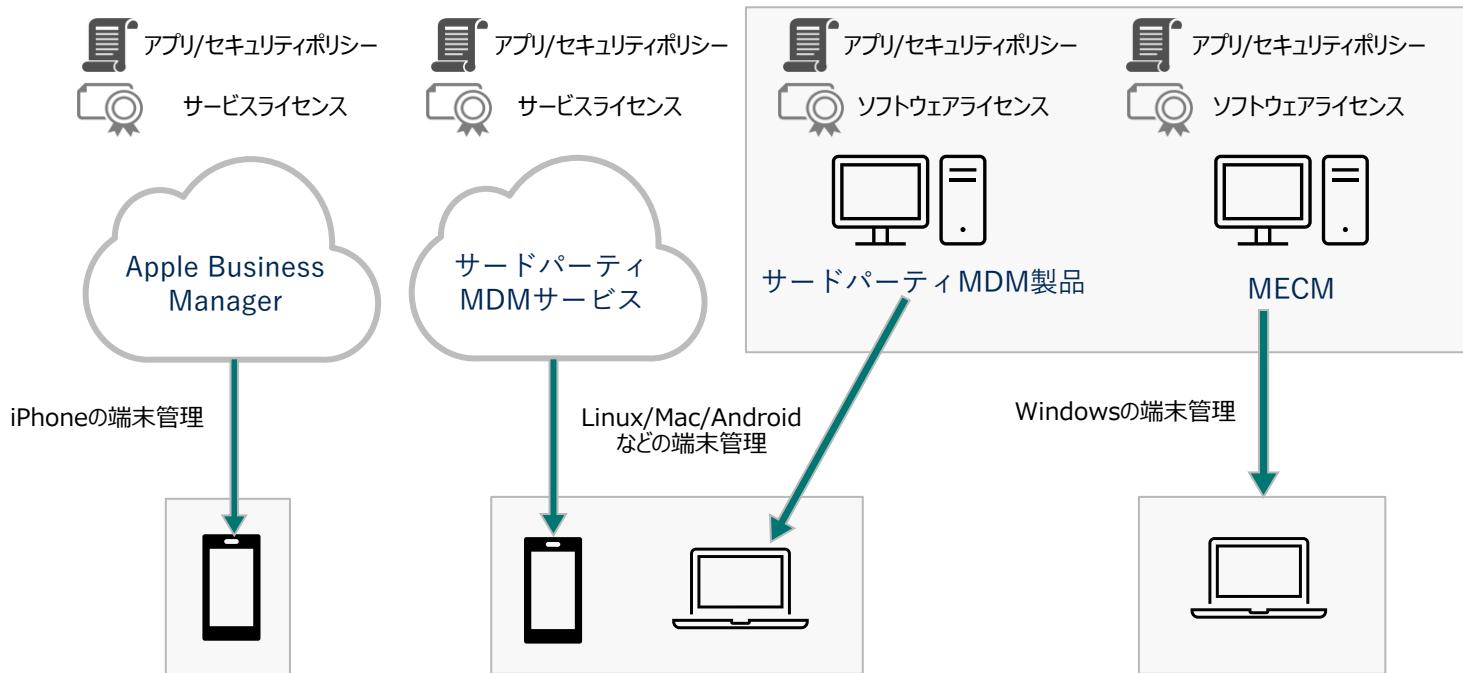 アプリ/セキュリティポリシー
サービスライセンス
Apple Business
Manager
アプリ/セキュリティポリシー
サービスライセンス
サードパーティ
MDMサービス
アプリ/セキュリティポリシー
ソフトウェアライセンス
サードパーティMDM製品
アプリ/セキュリティポリシー
ソフトウェアライセンス
MECM
iPhoneの端末管理
Linux/Mac/Android
などの端末管理
Windowsの端末管理